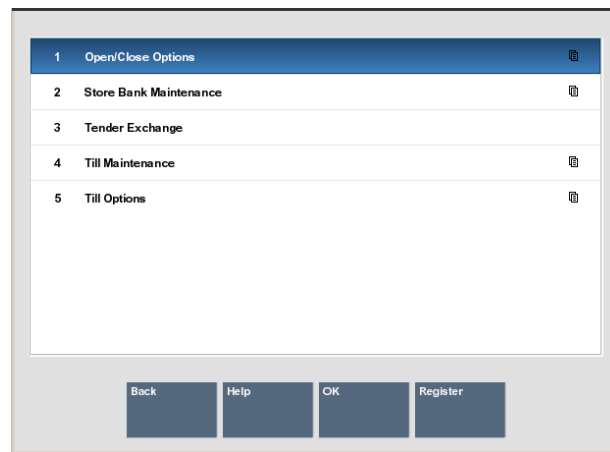 1 Open/Close Options
2 Store Bank Maintenance
3 Tender Exchange
4 Till Maintenance
5 Till Options
Back Help OK Register